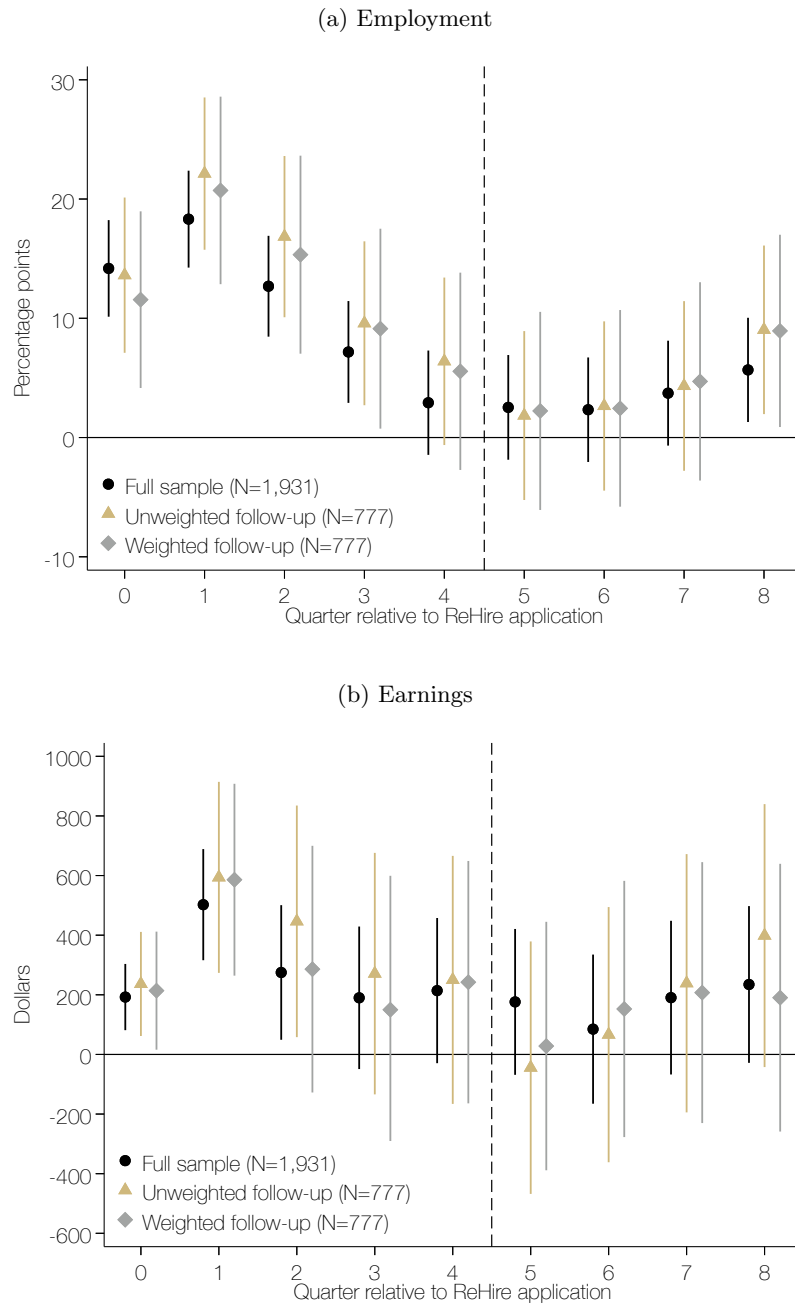 (a) Employment
30
20
10
0
-10
Percentage points
Full sample (N=1,931)
Unweighted follow-up (N=777)
Weighted follow-up (N=777)
0 1 2 3 4 5 6 7 8
Quarter relative to ReHire application
(b) Earnings
1000
800
600
400
200
0
-200
-400
-600
Dollars
Full sample (N=1,931)
Unweighted follow-up (N=777)
Weighted follow-up (N=777)
0 1 2 3 4 5 6 7 8
Quarter relative to ReHire application